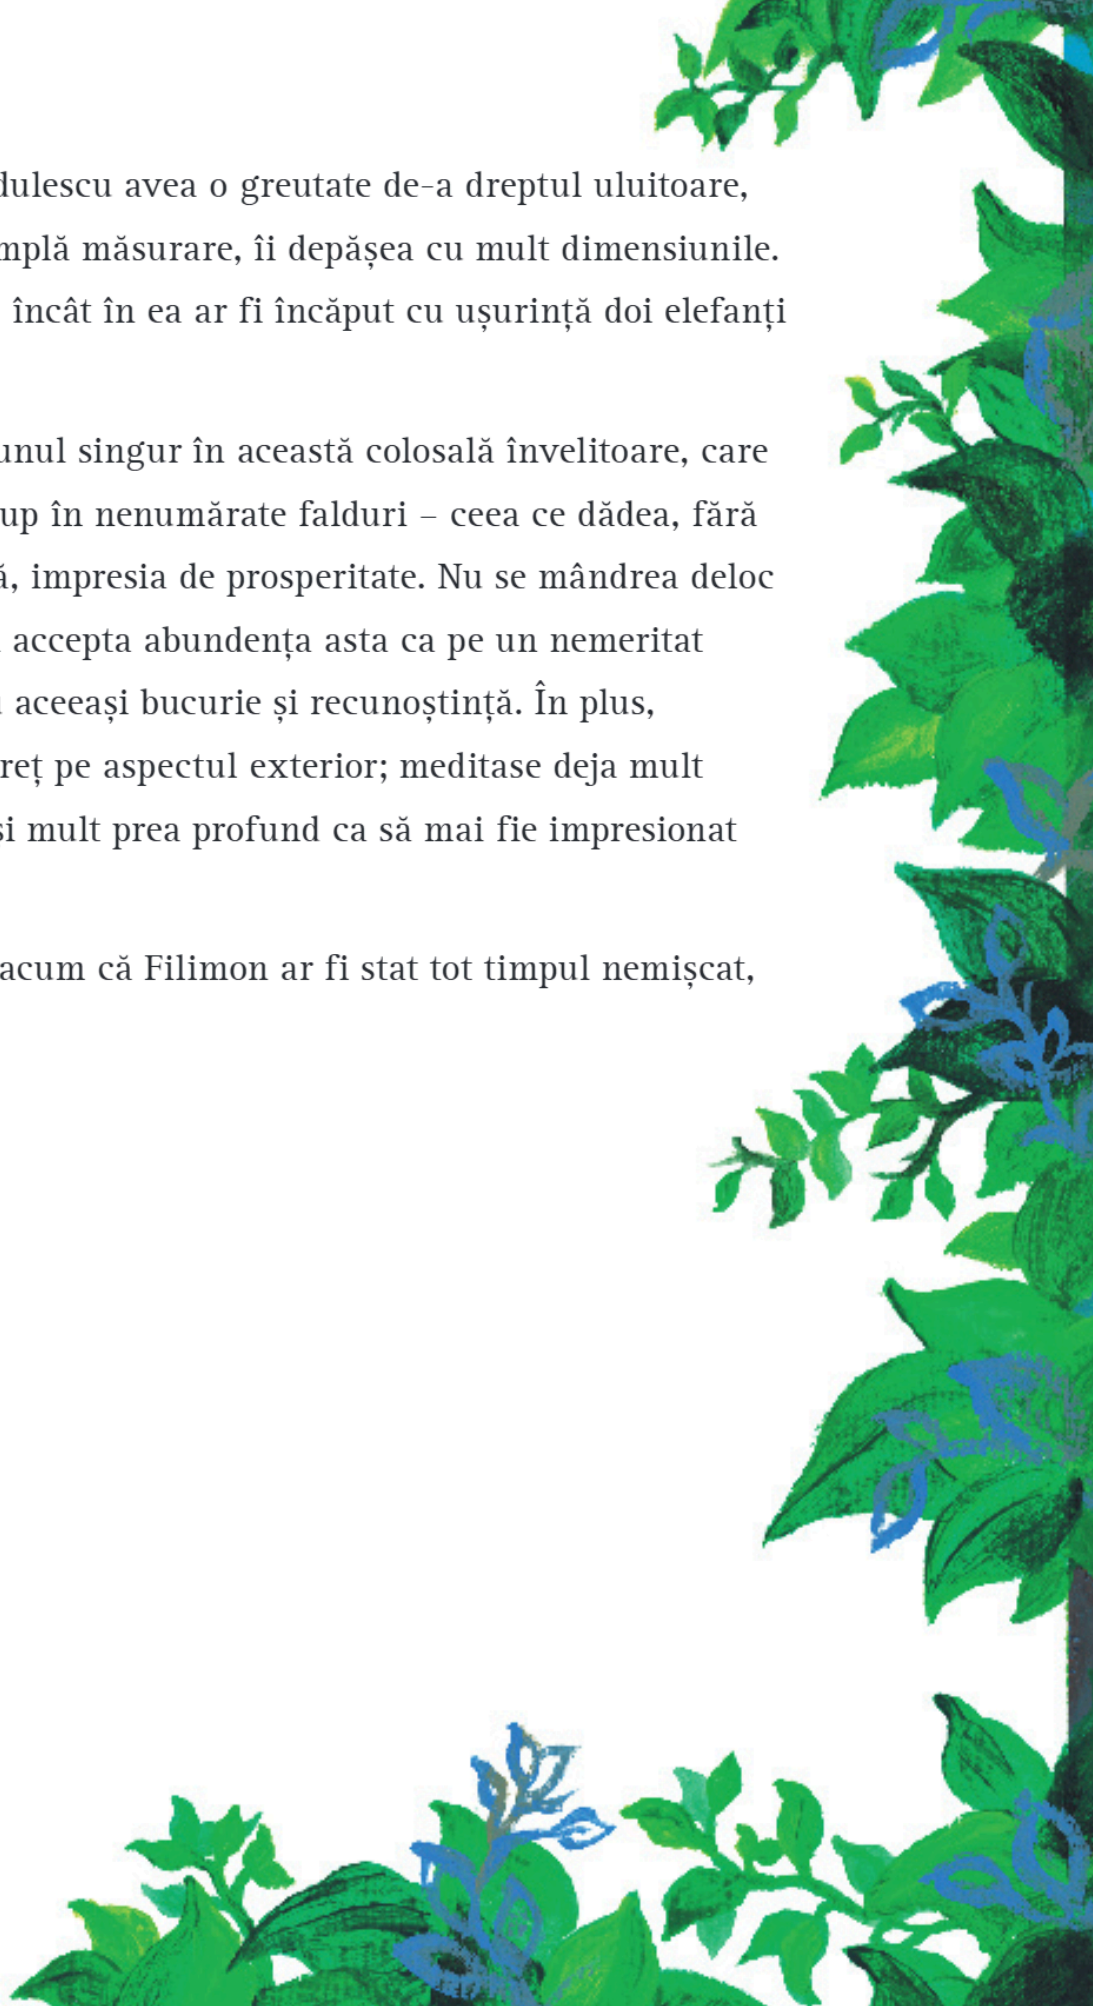 dulescu avea o greutate de-a dreptul uluitoare,
mplă măsurare, îi depășea cu mult dimensiunile.
încât în ea ar fi încăput cu ușurință doi elefanți
unul singur în această colosală învelitoare, care
up în nenumărate falduri – ceea ce dădea, fără
ă, impresia de prosperitate. Nu se mândrea deloc
accepta abundența asta ca pe un nemeritat
aceeași bucurie și recunoștință. În plus,
reț pe aspectul exterior; meditase deja mult
și mult prea profund ca să mai fie impresionat
acum că Filimon ar fi stat tot timpul nemișcat,